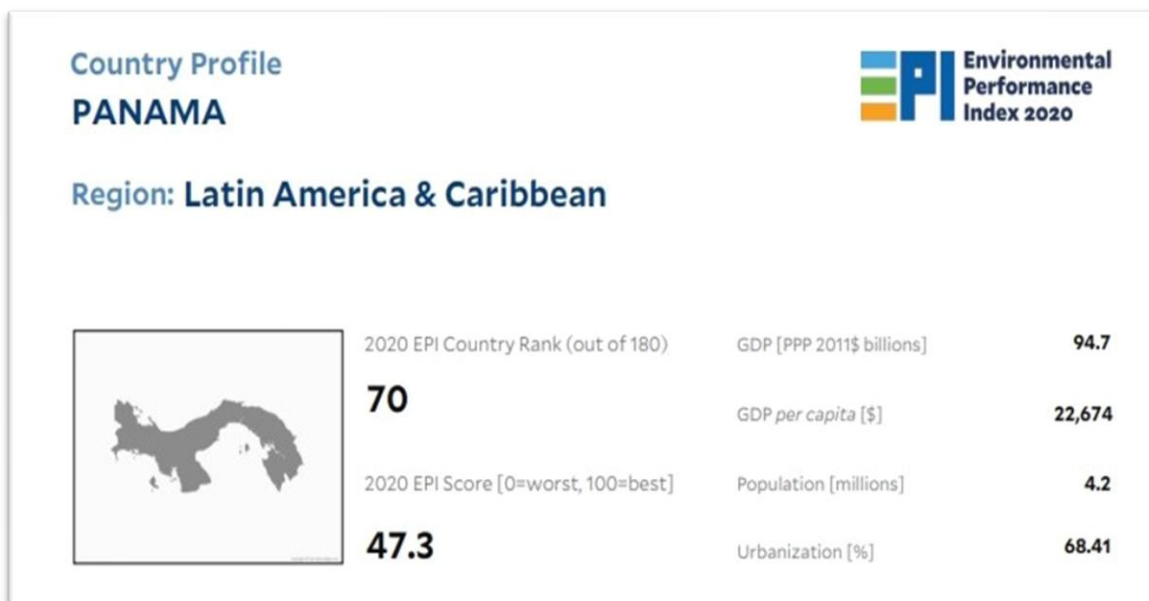 Country Profile
PANAMA
EPI
Environmental
Performance
Index 2020
Region: Latin America & Caribbean
2020 EPI Country Rank (out of 180)
70
2020 EPI Score [0=worst, 100=best]
47.3
GDP [PPP 2011$ billions] 94.7
GDP per capita [$] 22,674
Population [millions] 4.2
Urbanization [%] 68.41